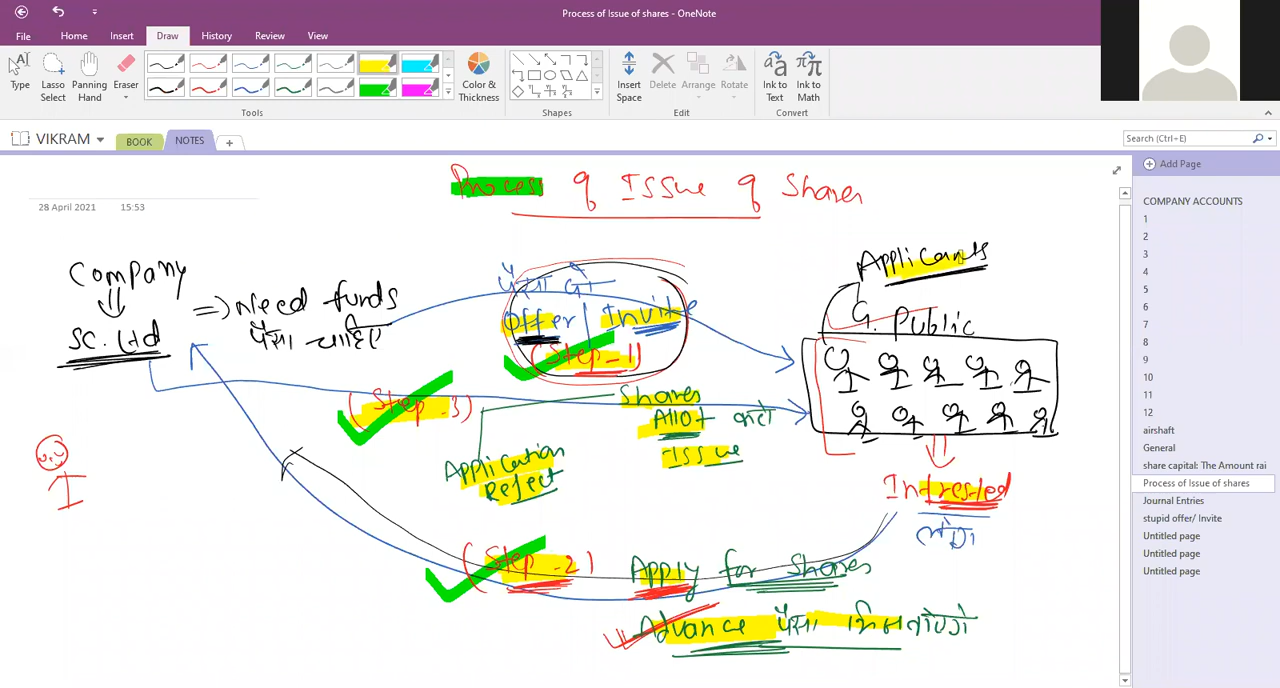 Process of Issue of shares - OneNote
File
Home
Insert
Draw
History
Review
View
Type
Lasso Select
Panning Hand
Eraser
Color & Thickness
Insert Space
Delete
Arrange
Rotate
Ink to Text
Ink to Math
Tools
Shapes
Edit
Convert
VIKRAM
BOOK
NOTES
Search (Ctrl+E)
28 April 2021
15:53
Process of Issue of Shares
Company
SC. Ltd
⇒ Need funds
पैसा चाहिए
पैसा दो
Offer
Invite
(Step-1)
Applicants
G. Public
(Step-3)
Shares
Allot करो
Issue
Application
Reject
Intrested
लोग
(Step-2)
Apply for Shares
Advance पैसा
Add Page
COMPANY ACCOUNTS
1
2
3
4
5
6
7
8
9
10
11
12
airshaft
General
share capital: The Amount rai
Process of Issue of shares
Journal Entries
stupid offer/ Invite
Untitled page
Untitled page
Untitled page